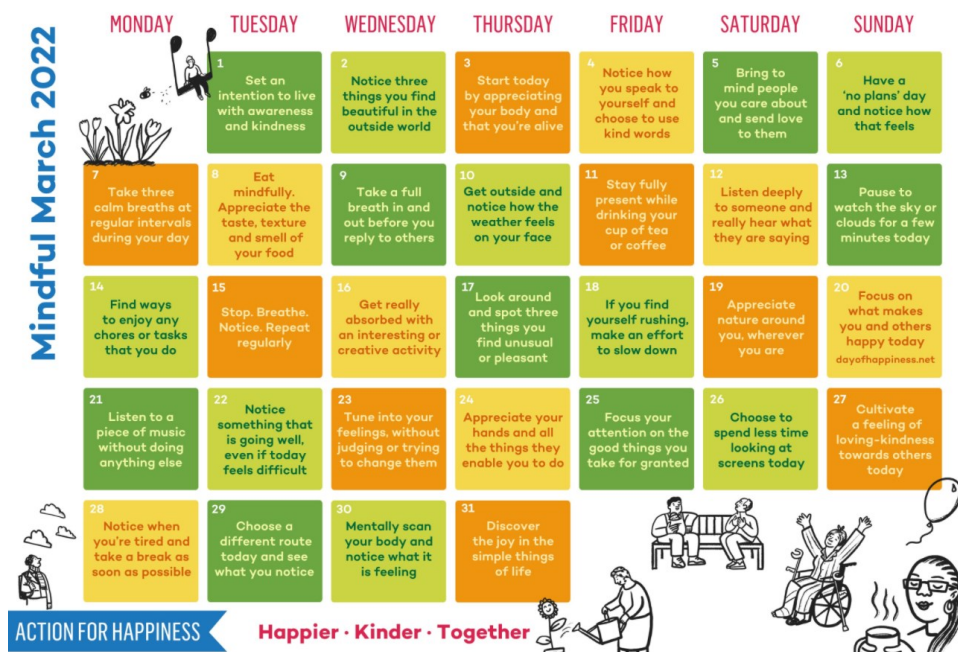 Mindful March 2022
MONDAY
TUESDAY
WEDNESDAY
THURSDAY
FRIDAY
SATURDAY
SUNDAY
1
Set an
intention to live
with awareness
and kindness
2
Notice three
things you find
beautiful in the
outside world
3
Start today
by appreciating
your body and
that you're alive
4
Notice how
you speak to
yourself and
choose to use
kind words
5
Bring to
mind people
you care about
and send love
to them
6
Have a
'no plans' day
and notice how
that feels
7
Take three
calm breaths at
regular intervals
during your day
8
Eat
mindfully.
Appreciate the
taste, texture
and smell of
your food
9
Take a full
breath in and
out before you
reply to others
10
Get outside and
notice how the
weather feels
on your face
11
Stay fully
present while
drinking your
cup of tea
or coffee
12
Listen deeply
to someone and
really hear what
they are saying
13
Pause to
watch the sky or
clouds for a few
minutes today
14
Find ways
to enjoy any
chores or tasks
that you do
15
Stop. Breathe.
Notice. Repeat
regularly
16
Get really
absorbed with
an interesting or
creative activity
17
Look around
and spot three
things you
find unusual
or pleasant
18
If you find
yourself rushing,
make an effort
to slow down
19
Appreciate
nature around
you, wherever
you are
20
Focus on
what makes
you and others
happy today
dayofhappiness.net
21
Listen to a
piece of music
without doing
anything else
22
Notice
something that
is going well,
even if today
feels difficult
23
Tune into your
feelings, without
judging or trying
to change them
24
Appreciate your
hands and all
the things they
enable you to do
25
Focus your
attention on the
good things you
take for granted
26
Choose to
spend less time
looking at
screens today
27
Cultivate
a feeling of
loving-kindness
towards others
today
28
Notice when
you're tired and
take a break as
soon as possible
29
Choose a
different route
today and see
what you notice
30
Mentally scan
your body and
notice what it
is feeling
31
Discover
the joy in the
simple things
of life
ACTION FOR HAPPINESS
Happier · Kinder · Together